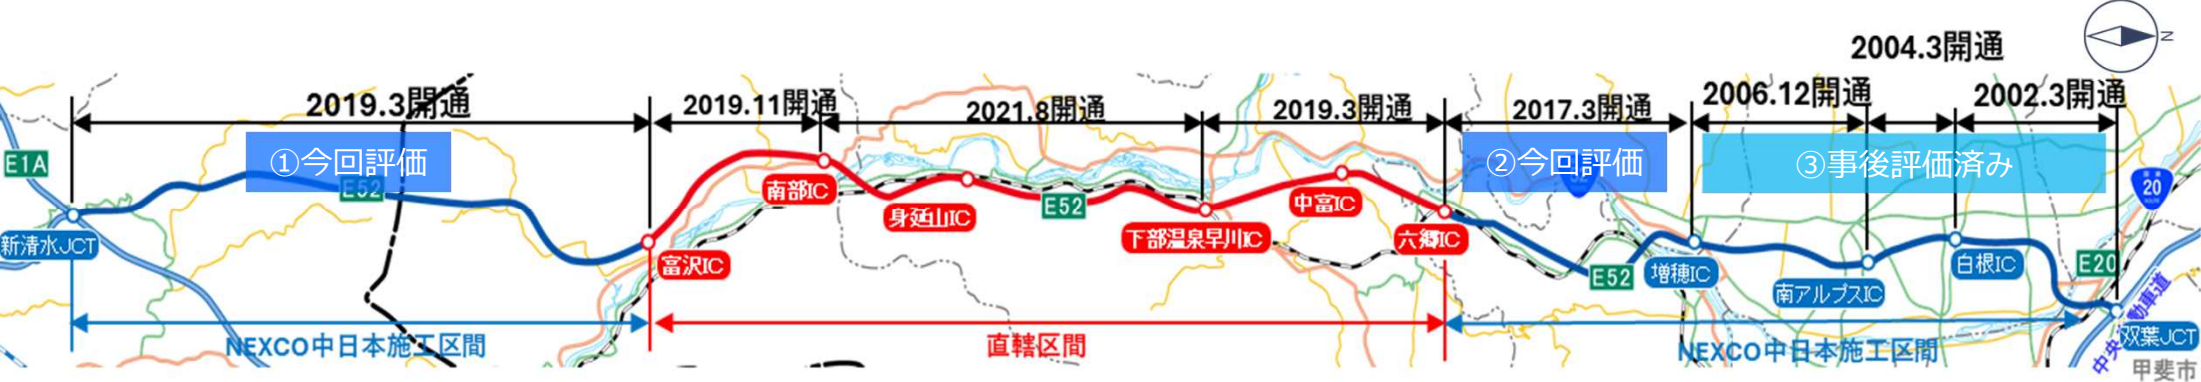 2004.3開通
N
2019.3開通
2019.11開通
2021.8開通
2019.3開通
2017.3開通
2006.12開通
2002.3開通
①今回評価
②今回評価
③事後評価済み
E1A
E52
南部IC
身延山IC
E52
中富IC
20
新清水JCT
富沢IC
下部温泉早川IC
六郷IC
E52
増穂IC
南アルプスIC
白根IC
E20
NEXCO中日本施工区間
直轄区間
NEXCO中日本施工区間
双葉JCT
甲斐市